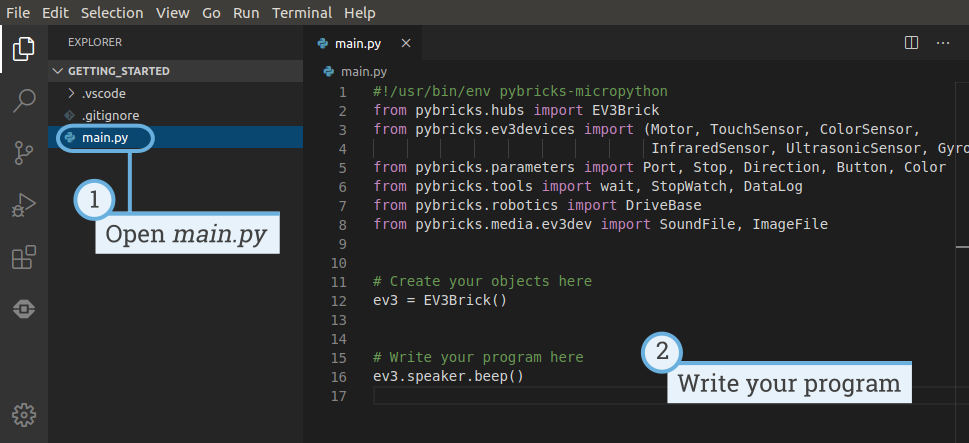 File Edit Selection View Go Run Terminal Help
EXPLORER
GETTING_STARTED
.vscode
.gitignore
main.py
1
Open main.py
main.py
main.py
1 #!/usr/bin/env pybricks-micropython
2 from pybricks.hubs import EV3Brick
3 from pybricks.ev3devices import (Motor, TouchSensor, ColorSensor,
4 InfraredSensor, UltrasonicSensor, Gyro
5 from pybricks.parameters import Port, Stop, Direction, Button, Color
6 from pybricks.tools import wait, StopWatch, DataLog
7 from pybricks.robotics import DriveBase
8 from pybricks.media.ev3dev import SoundFile, ImageFile
9
10
11 # Create your objects here
12 ev3 = EV3Brick()
13
14
15 # Write your program here
16 ev3.speaker.beep()
17
2
Write your program